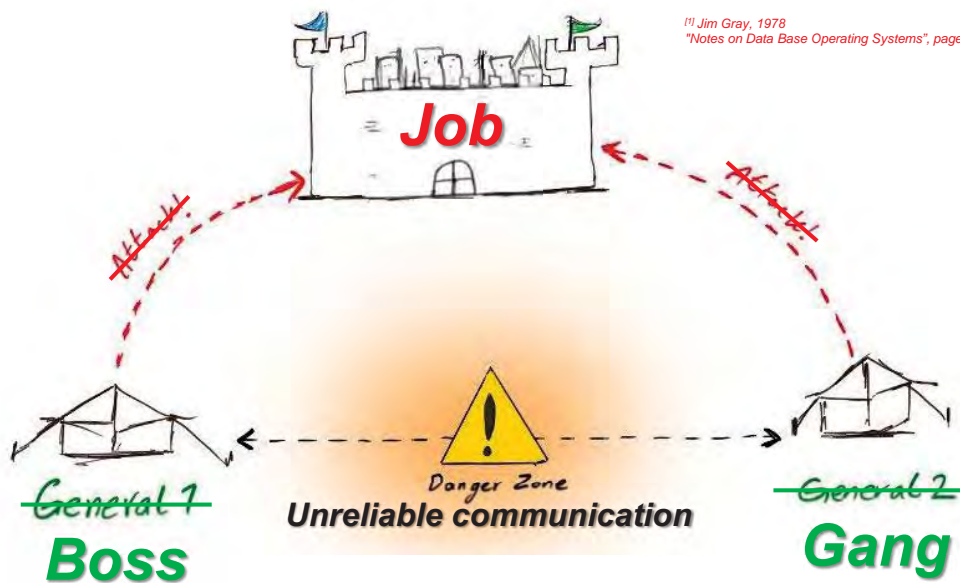 [1] Jim Gray, 1978
"Notes on Data Base Operating Systems", page
Job
Attack!
Attack!
Danger Zone
Unreliable communication
General 1
General 2
Boss
Gang